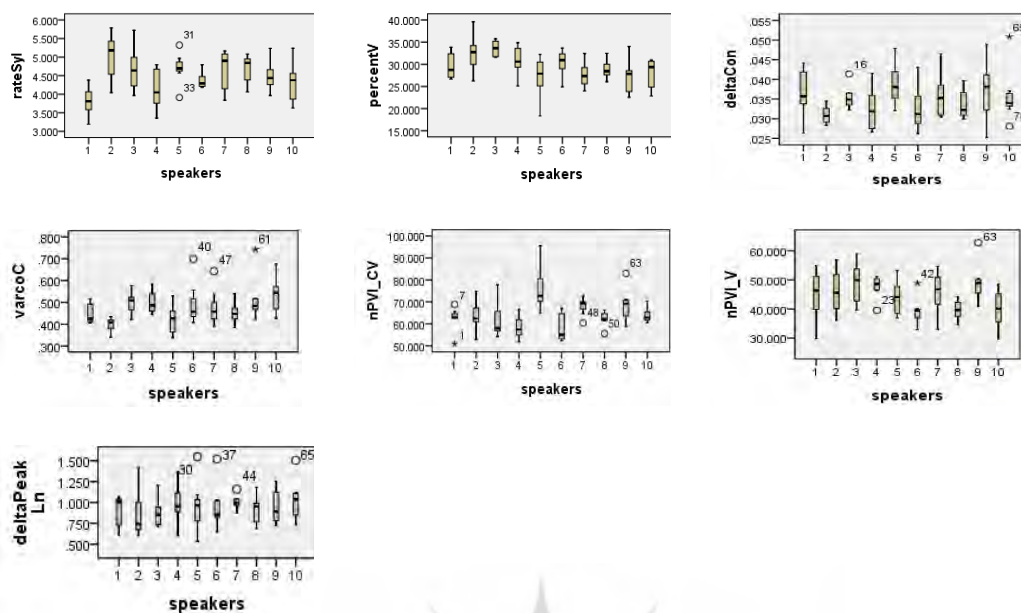 rateSyl
6.000
5.500
5.000
4.500
4.000
3.500
3.000
31
33
1 2 3 4 5 6 7 8 9 10
speakers
percentV
40.000
35.000
30.000
25.000
20.000
15.000
1 2 3 4 5 6 7 8 9 10
speakers
deltaCon
.055
.050
.045
.040
.035
.030
.025
16
1 2 3 4 5 6 7 8 9 10
speakers
varcoC
.800
.700
.600
.500
.400
.300
40
47
61
1 2 3 4 5 6 7 8 9 10
speakers
nPVI_CV
100.000
90.000
80.000
70.000
60.000
50.000
7
1
48
50
63
1 2 3 4 5 6 7 8 9 10
speakers
nPVI_V
60.000
50.000
40.000
30.000
23
42
63
1 2 3 4 5 6 7 8 9 10
speakers
deltaPeak
Ln
1.500
1.250
1.000
.750
.500
30
37
44
65
1 2 3 4 5 6 7 8 9 10
speakers